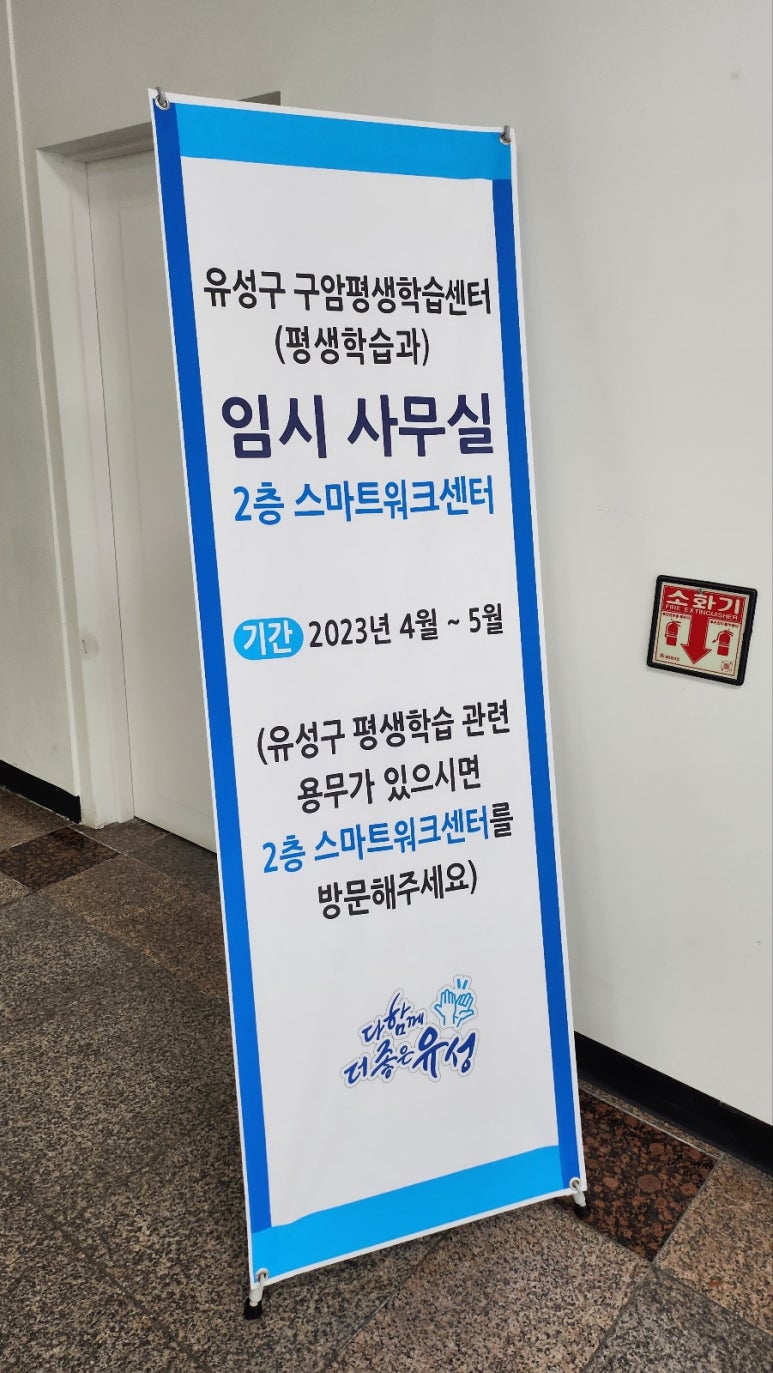 유성구 구암평생학습센터
(평생학습과)
임시 사무실
2층 스마트워크센터
기간 2023년 4월 ~ 5월
(유성구 평생학습 관련
용무가 있으시면
2층 스마트워크센터를
방문해주세요)
다함께
더 좋은 유성
소화기
FIRE EXTINGUISHER